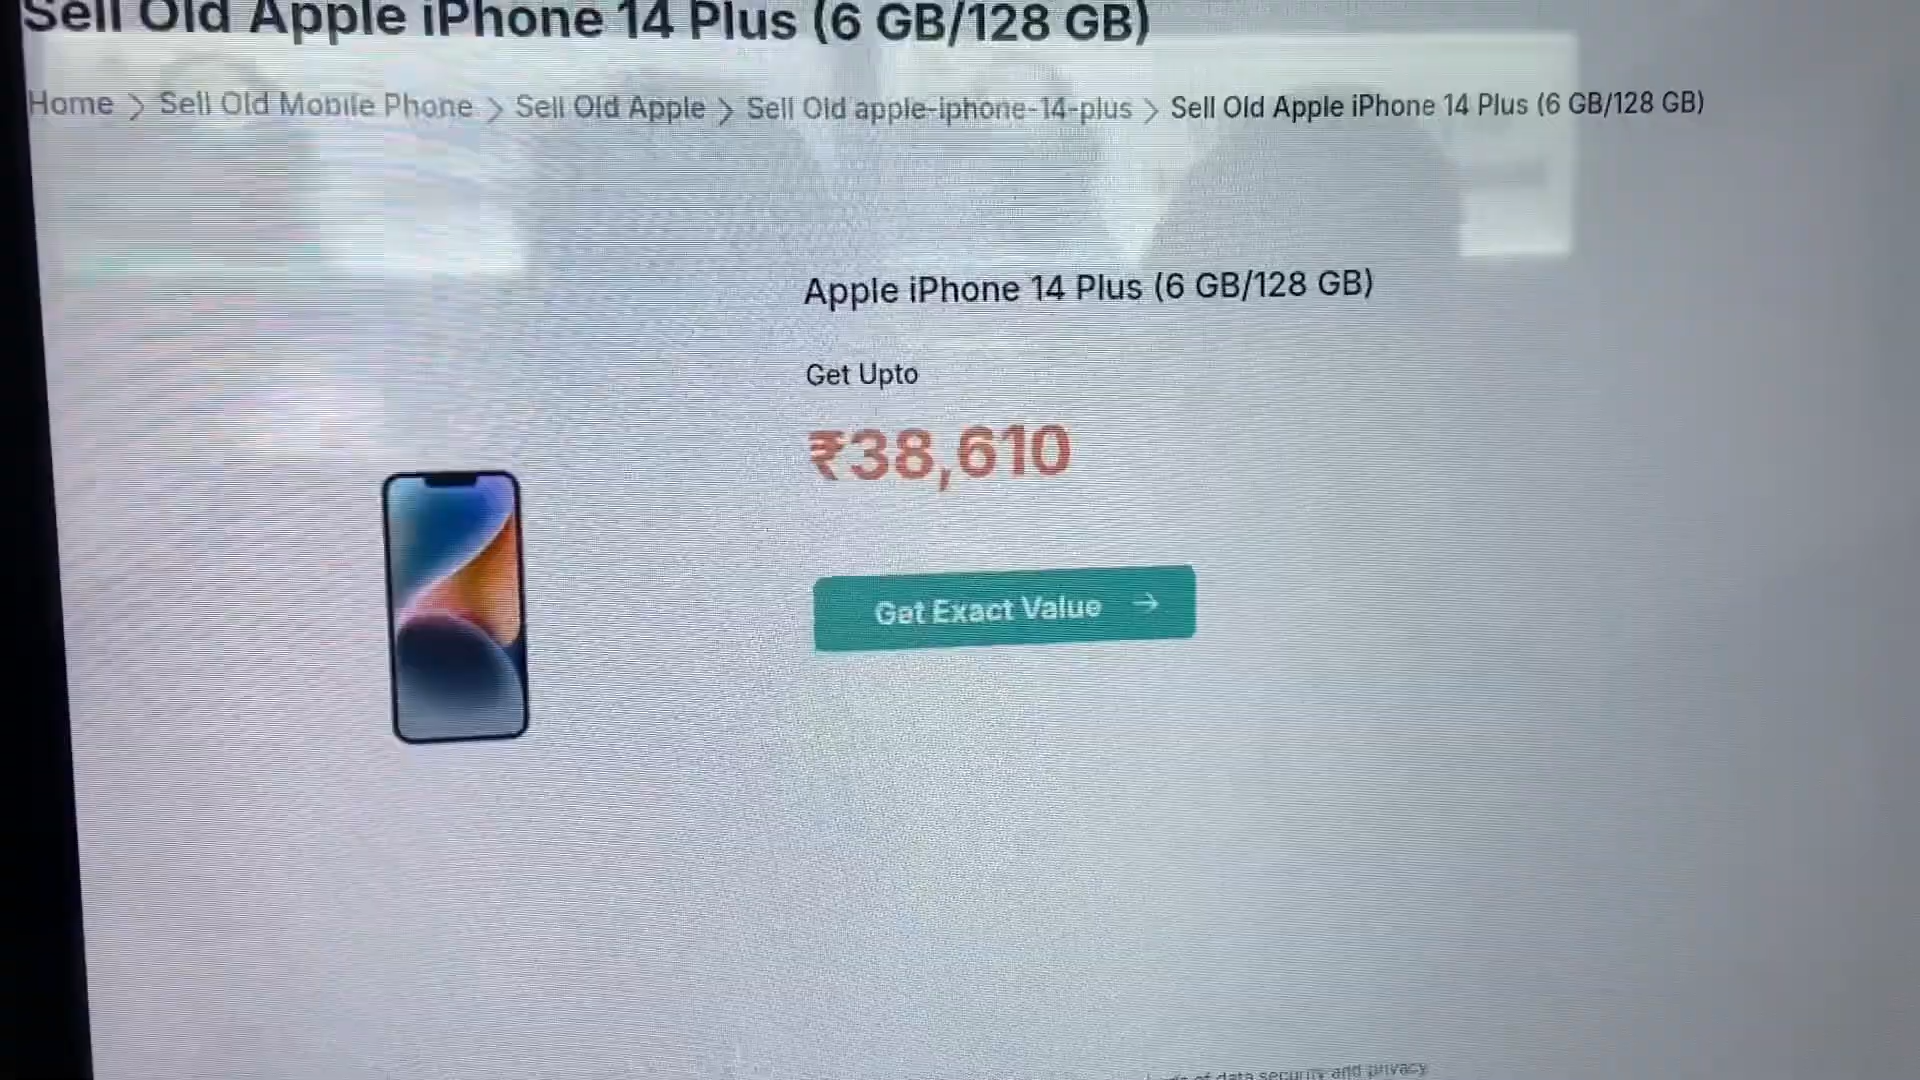 Sell Old Apple iPhone 14 Plus (6 GB/128 GB)
Home > Sell Old Mobile Phone > Sell Old Apple > Sell Old apple-iphone-14-plus > Sell Old Apple iPhone 14 Plus (6 GB/128 GB)
Apple iPhone 14 Plus (6 GB/128 GB)
Get Upto
₹38,610
Get Exact Value →
of data security and privacy